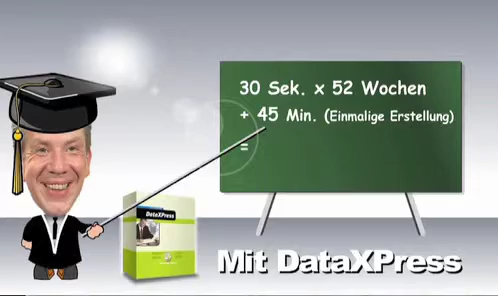 30 Sek. x 52 Wochen
+ 45 Min. (Einmalige Erstellung)
=
DataXPress
Mit DataXPress